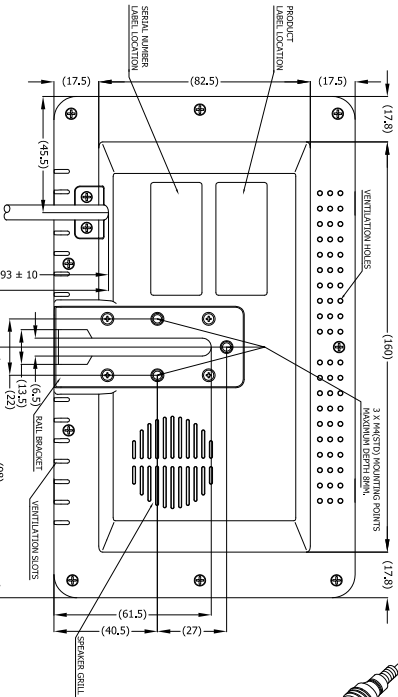 SERIAL NUMBER
LABEL LOCATION
PRODUCT
LABEL LOCATION
(17.5)
(82.5)
(17.5)
(17.8)
(45.5)
VENTILATION HOLES
(160)
93 ± 10
3 X M4(STD) MOUNTING POINTS
MAXIMUM DEPTH 8MM.
(6.5)
(13.5)
(22)
RAIL BRACKET
VENTILATION SLOTS
(17.8)
(61.5)
(40.5)
(27)
SPEAKER GRILL